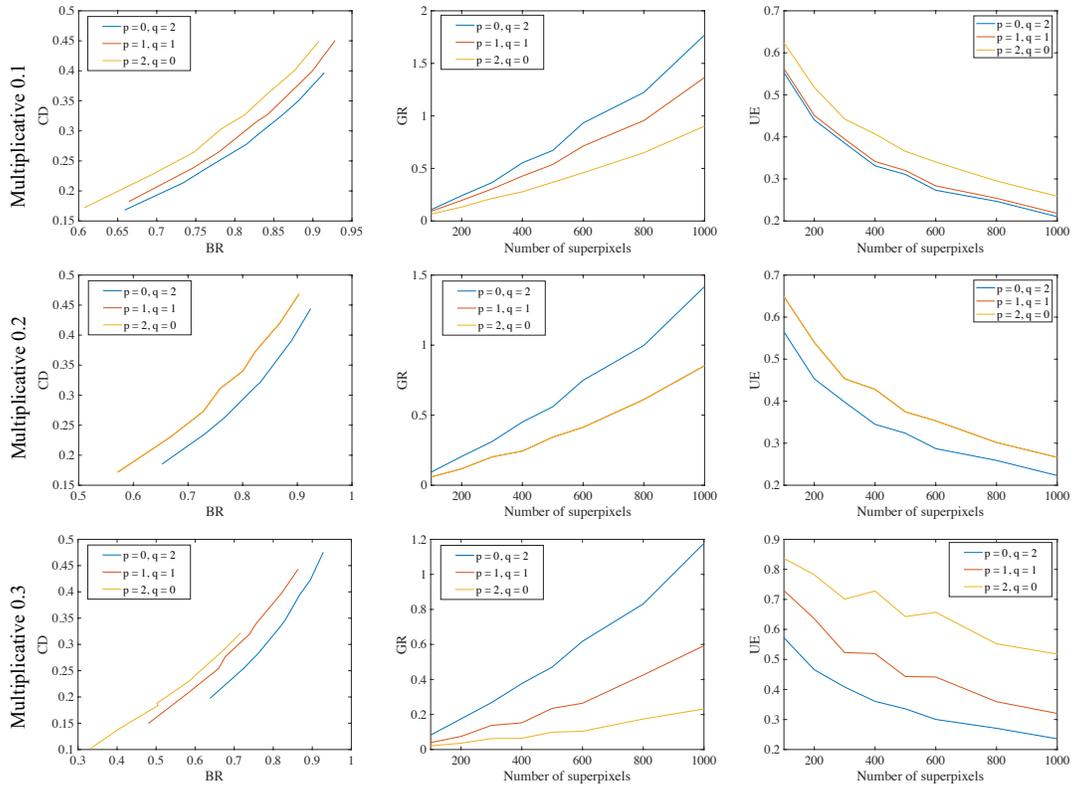 Multiplicative 0.1
0.5
0.45
0.4
0.35
0.3
0.25
0.2
0.15
CD
p = 0, q = 2
p = 1, q = 1
p = 2, q = 0
0.6 0.65 0.7 0.75 0.8 0.85 0.9 0.95
BR
2
1.5
1
0.5
0
GR
p = 0, q = 2
p = 1, q = 1
p = 2, q = 0
200 400 600 800 1000
Number of superpixels
0.7
0.6
0.5
0.4
0.3
0.2
UE
p = 0, q = 2
p = 1, q = 1
p = 2, q = 0
200 400 600 800 1000
Number of superpixels
Multiplicative 0.2
0.5
0.45
0.4
0.35
0.3
0.25
0.2
0.15
CD
p = 0, q = 2
p = 1, q = 1
p = 2, q = 0
0.5 0.6 0.7 0.8 0.9 1
BR
1.5
1
0.5
0
GR
p = 0, q = 2
p = 1, q = 1
p = 2, q = 0
200 400 600 800 1000
Number of superpixels
0.7
0.6
0.5
0.4
0.3
0.2
UE
p = 0, q = 2
p = 1, q = 1
p = 2, q = 0
200 400 600 800 1000
Number of superpixels
Multiplicative 0.3
0.5
0.45
0.4
0.35
0.3
0.25
0.2
0.15
0.1
CD
p = 0, q = 2
p = 1, q = 1
p = 2, q = 0
0.3 0.4 0.5 0.6 0.7 0.8 0.9 1
BR
1.2
1
0.8
0.6
0.4
0.2
0
GR
p = 0, q = 2
p = 1, q = 1
p = 2, q = 0
200 400 600 800 1000
Number of superpixels
0.9
0.8
0.7
0.6
0.5
0.4
0.3
0.2
UE
p = 0, q = 2
p = 1, q = 1
p = 2, q = 0
200 400 600 800 1000
Number of superpixels